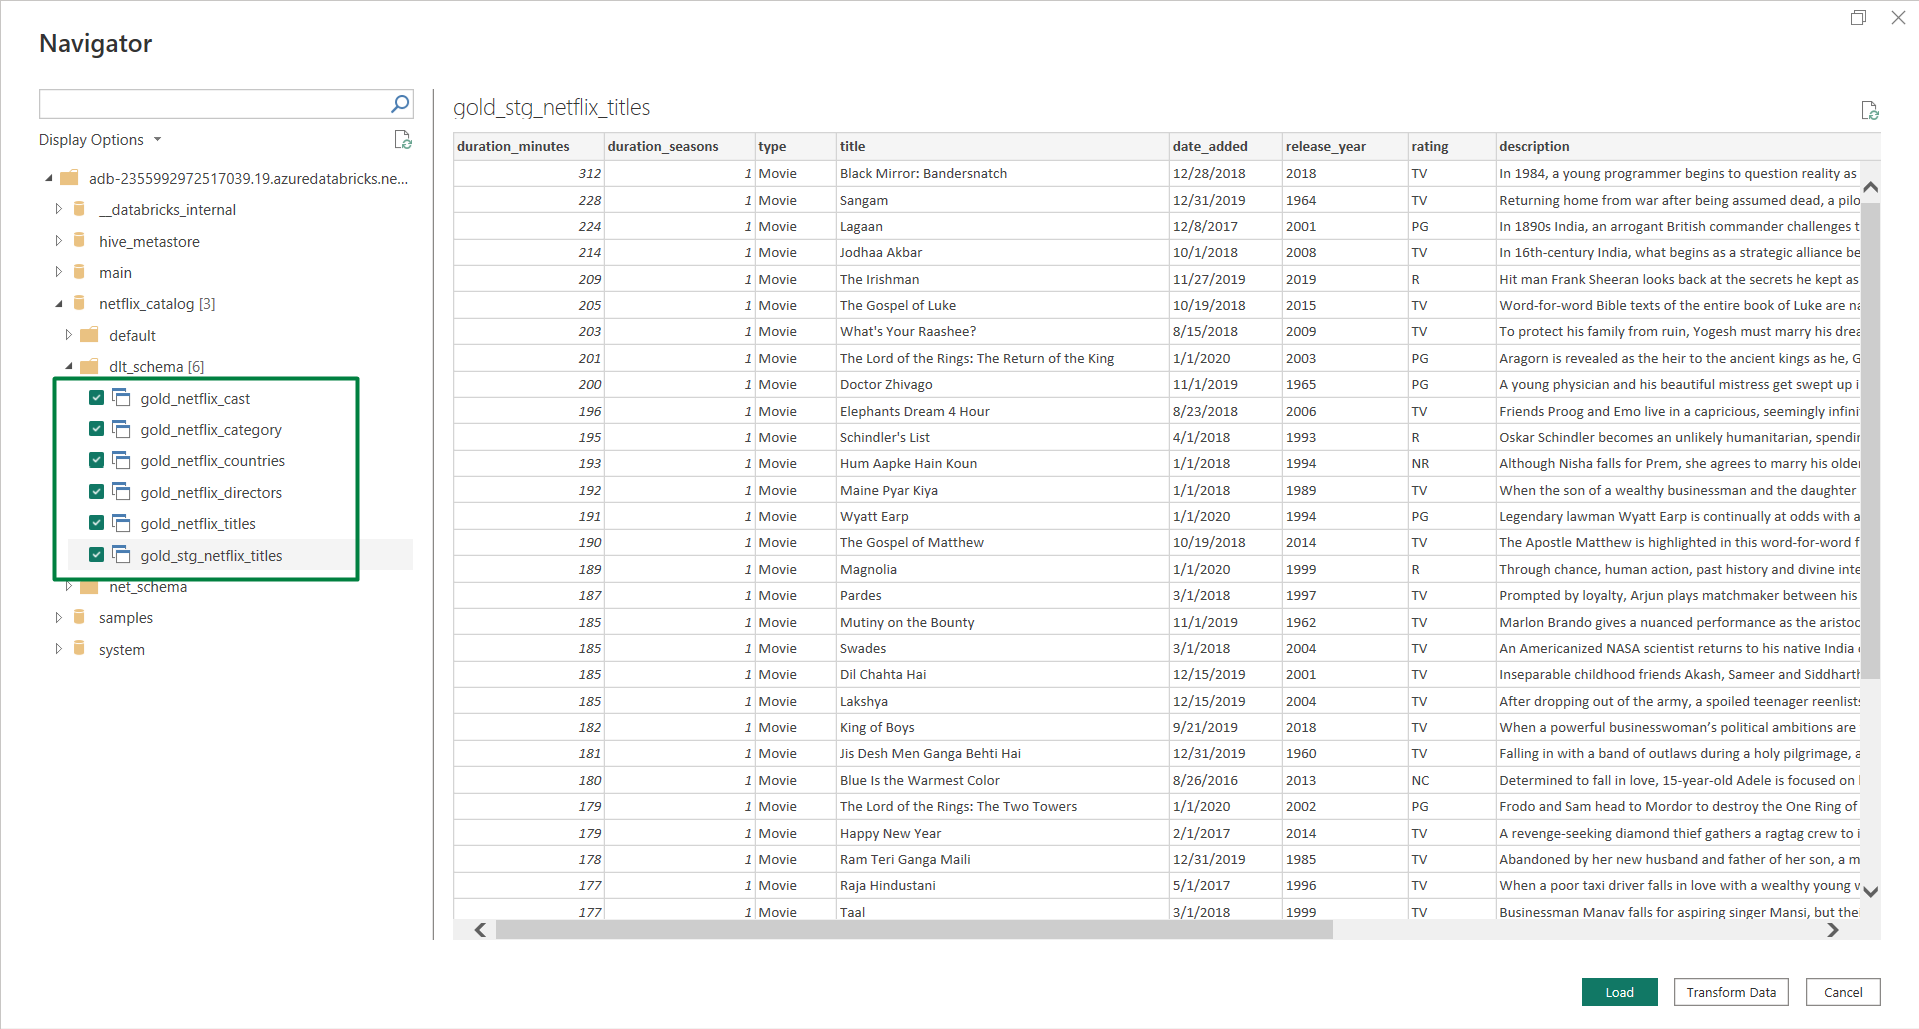 Navigator
Display Options
adb-2355992972517039.19.azuredatabricks.ne...
__databricks_internal
hive_metastore
main
netflix_catalog [3]
default
dlt_schema [6]
gold_netflix_cast
gold_netflix_category
gold_netflix_countries
gold_netflix_directors
gold_netflix_titles
gold_stg_netflix_titles
net_schema
samples
system
gold_stg_netflix_titles
duration_minutes duration_seasons type title date_added release_year rating description
312 1 Movie Black Mirror: Bandersnatch 12/28/2018 2018 TV In 1984, a young programmer begins to question reality as
228 1 Movie Sangam 12/31/2019 1964 TV Returning home from war after being assumed dead, a pilo
224 1 Movie Lagaan 12/8/2017 2001 PG In 1890s India, an arrogant British commander challenges t
214 1 Movie Jodhaa Akbar 10/1/2018 2008 TV In 16th-century India, what begins as a strategic alliance be
209 1 Movie The Irishman 11/27/2019 2019 R Hit man Frank Sheeran looks back at the secrets he kept as
205 1 Movie The Gospel of Luke 10/19/2018 2015 TV Word-for-word Bible texts of the entire book of Luke are na
203 1 Movie What's Your Raashee? 8/15/2018 2009 TV To protect his family from ruin, Yogesh must marry his drea
201 1 Movie The Lord of the Rings: The Return of the King 1/1/2020 2003 PG Aragorn is revealed as the heir to the ancient kings as he, G
200 1 Movie Doctor Zhivago 11/1/2019 1965 PG A young physician and his beautiful mistress get swept up i
196 1 Movie Elephants Dream 4 Hour 8/23/2018 2006 TV Friends Proog and Emo live in a capricious, seemingly infini
195 1 Movie Schindler's List 4/1/2018 1993 R Oskar Schindler becomes an unlikely humanitarian, spendin
193 1 Movie Hum Aapke Hain Koun 1/1/2018 1994 NR Although Nisha falls for Prem, she agrees to marry his older
192 1 Movie Maine Pyar Kiya 1/1/2018 1989 TV When the son of a wealthy businessman and the daughter
191 1 Movie Wyatt Earp 1/1/2020 1994 PG Legendary lawman Wyatt Earp is continually at odds with a
190 1 Movie The Gospel of Matthew 10/19/2018 2014 TV The Apostle Matthew is highlighted in this word-for-word f
189 1 Movie Magnolia 1/1/2020 1999 R Through chance, human action, past history and divine inte
187 1 Movie Pardes 3/1/2018 1997 TV Prompted by loyalty, Arjun plays matchmaker between his
185 1 Movie Mutiny on the Bounty 11/1/2019 1962 TV Marlon Brando gives a nuanced performance as the aristoc
185 1 Movie Swades 3/1/2018 2004 TV An Americanized NASA scientist returns to his native India
185 1 Movie Dil Chahta Hai 12/15/2019 2001 TV Inseparable childhood friends Akash, Sameer and Siddharth
185 1 Movie Lakshya 12/15/2019 2004 TV After dropping out of the army, a spoiled teenager reenlists
182 1 Movie King of Boys 9/21/2019 2018 TV When a powerful businesswoman’s political ambitions are
181 1 Movie Jis Desh Men Ganga Behti Hai 12/31/2019 1960 TV Falling in with a band of outlaws during a holy pilgrimage, a
180 1 Movie Blue Is the Warmest Color 8/26/2016 2013 NC Determined to fall in love, 15-year-old Adele is focused on
179 1 Movie The Lord of the Rings: The Two Towers 1/1/2020 2002 PG Frodo and Sam head to Mordor to destroy the One Ring of
179 1 Movie Happy New Year 2/1/2017 2014 TV A revenge-seeking diamond thief gathers a ragtag crew to i
178 1 Movie Ram Teri Ganga Maili 12/31/2019 1985 TV Abandoned by her new husband and father of her son, a m
177 1 Movie Raja Hindustani 5/1/2017 1996 TV When a poor taxi driver falls in love with a wealthy young w
177 1 Movie Taal 3/1/2018 1999 TV Businessman Manav falls for aspiring singer Mansi, but the
Load Transform Data Cancel